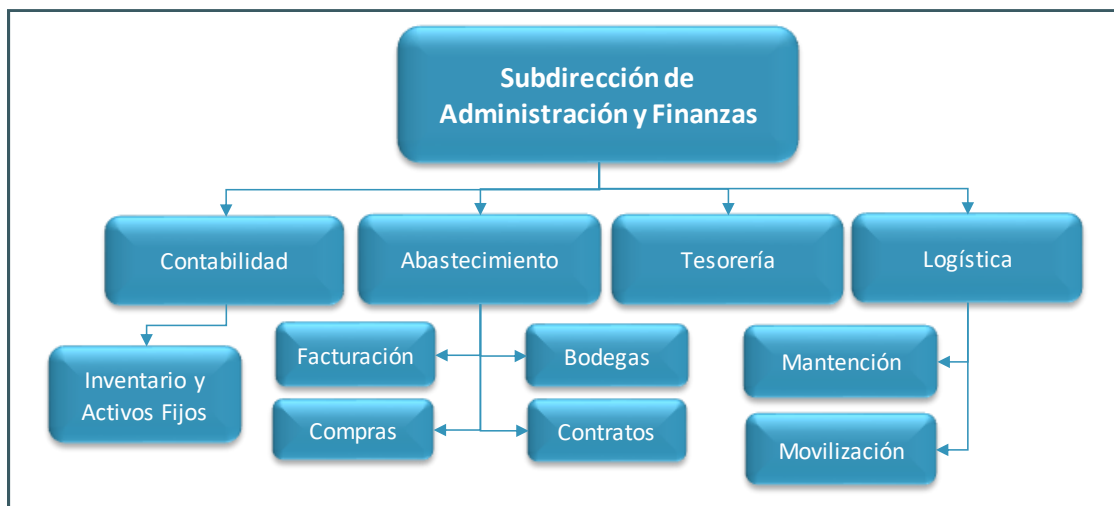 Subdirección de
Administración y Finanzas
Contabilidad
Abastecimiento
Tesorería
Logística
Inventario y
Activos Fijos
Facturación
Bodegas
Compras
Contratos
Mantención
Movilización